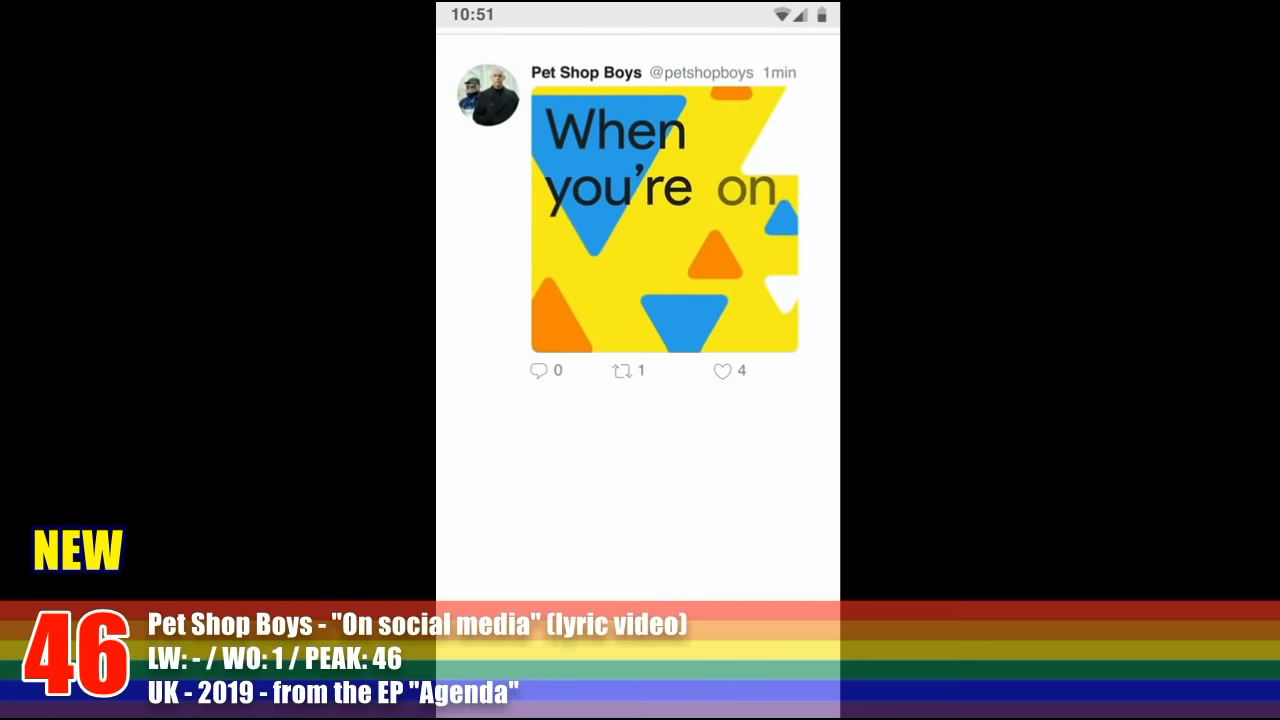 10:51
Pet Shop Boys @petshopboys 1min
When
you're on
0 1 4
NEW
46
Pet Shop Boys - "On social media" (lyric video)
LW: - / WO: 1 / PEAK: 46
UK - 2019 - from the EP "Agenda"